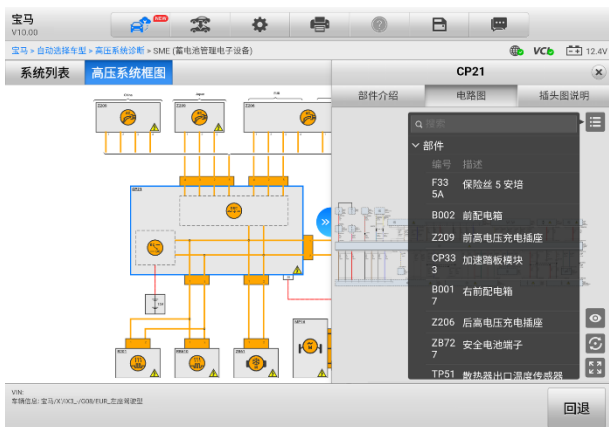 宝马
V10.00
NEW
宝马 > 自动选择车型 > 高压系统诊断 > SME (蓄电池管理电子设备)
VCI
12.4V
系统列表
高压系统框图
CP21
部件介绍
电路图
插头图说明
搜索
部件
编号 描述
F33
5A
保险丝 5 安培
B002 前配电箱
Z209 前高电压充电插座
CP33
3
加速踏板模块
B001
7
右前配电箱
Z206 后高电压充电插座
ZB72
7
安全电池端子
TP51 散热器出口温度传感器
VIN:
车辆信息: 宝马/X'/iX3_/G08/EUR_左座驾驶型
回退